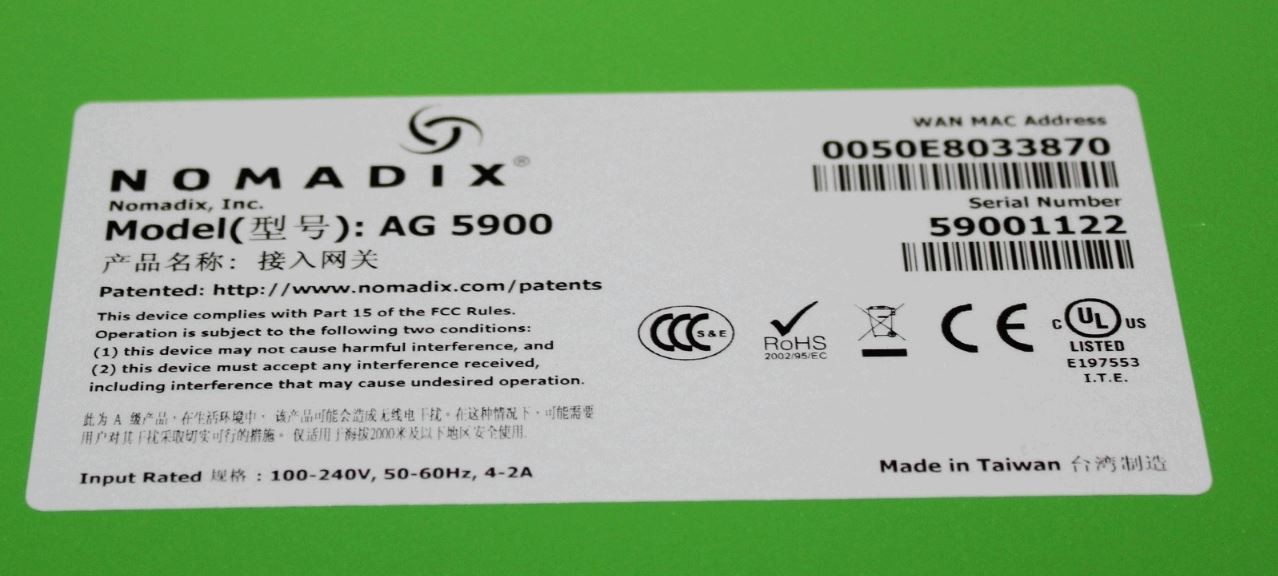 NOMADIX®
Nomadix, Inc.
Model(型号): AG 5900
产品名称: 接入网关
Patented: http://www.nomadix.com/patents
This device complies with Part 15 of the FCC Rules.
Operation is subject to the following two conditions:
(1) this device may not cause harmful interference, and
(2) this device must accept any interference received,
including interference that may cause undesired operation.
此为 A 级产品，在生活环境中， 该产品可能会造成无线电干扰。在这种情况下，可能需要
用户对其干扰采取切实可行的措施。 仅适用于海拔2000米及以下地区安全使用.
Input Rated 规格 : 100-240V, 50-60Hz, 4-2A
WAN MAC Address
0050E8033870
Serial Number
59001122
CCC S&E
RoHS
2002/95/EC
CE
C UL US
LISTED
E197553
I.T.E.
Made in Taiwan 台湾制造